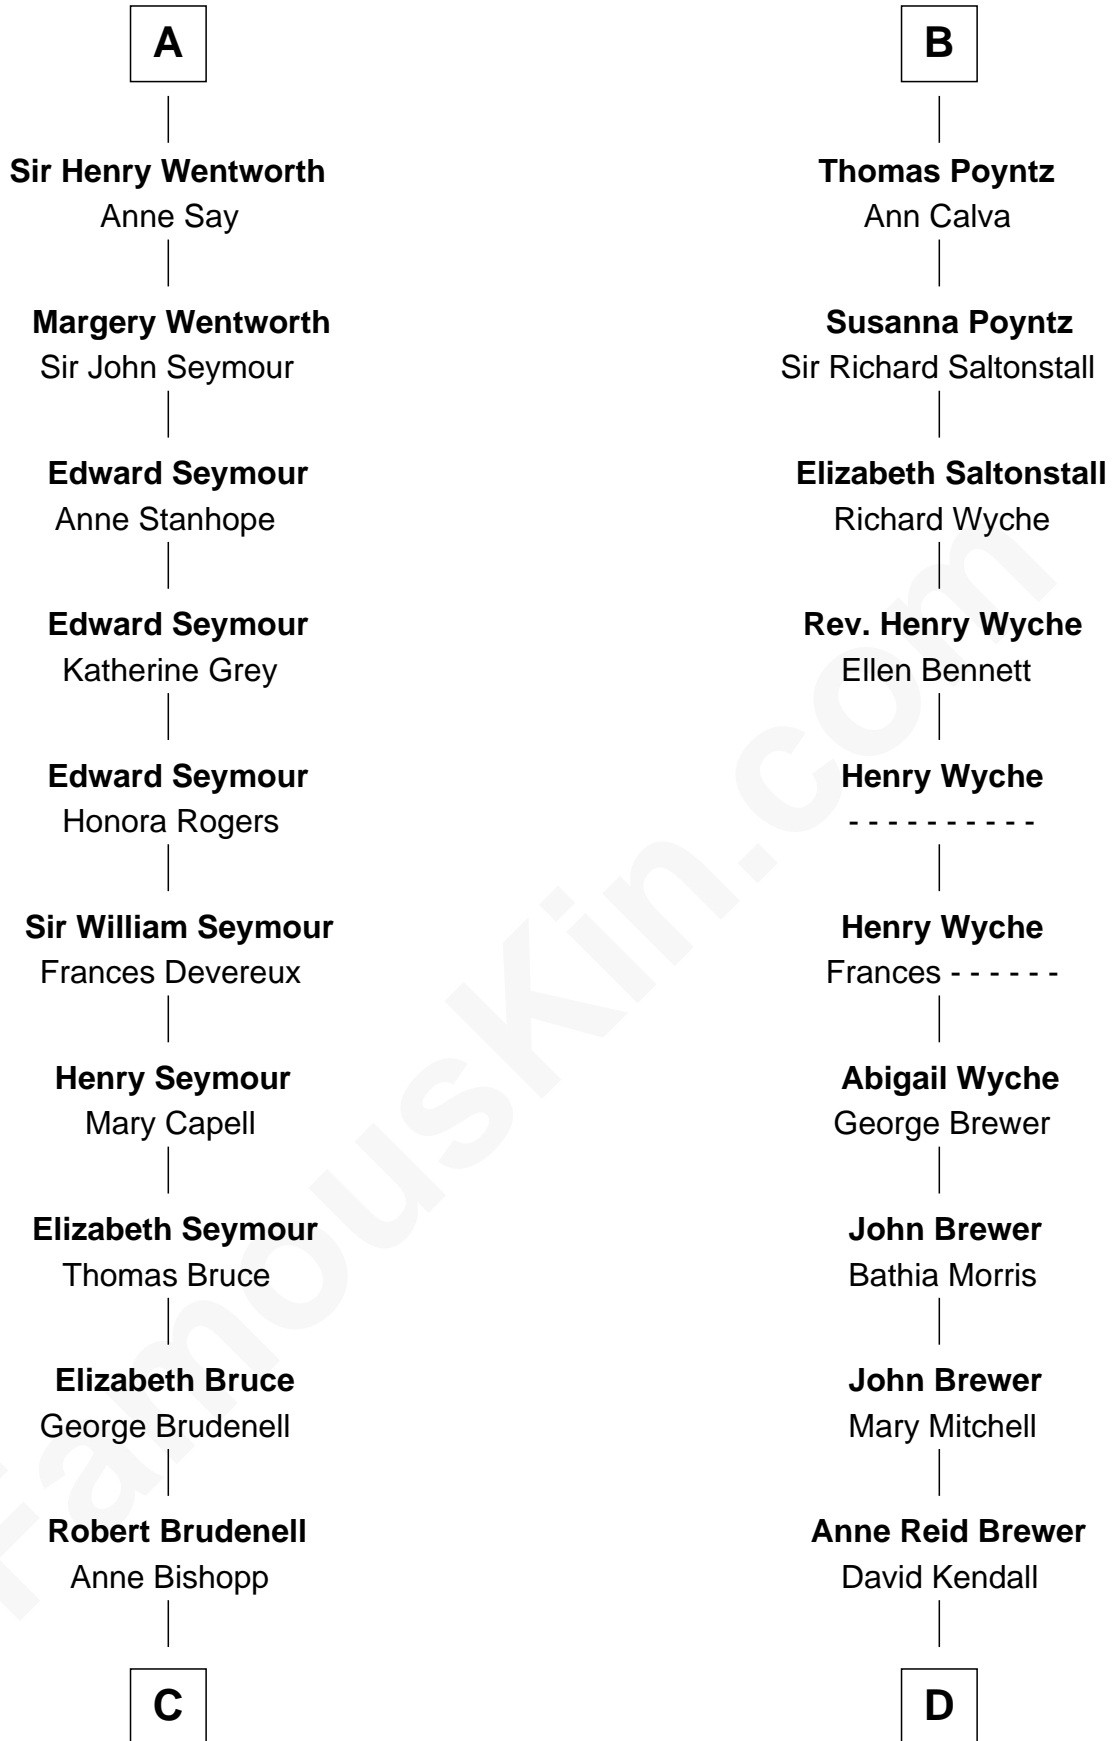 A
Sir Henry Wentworth
Anne Say
Margery Wentworth
Sir John Seymour
Edward Seymour
Anne Stanhope
Edward Seymour
Katherine Grey
Edward Seymour
Honora Rogers
Sir William Seymour
Frances Devereux
Henry Seymour
Mary Capell
Elizabeth Seymour
Thomas Bruce
Elizabeth Bruce
George Brudenell
Robert Brudenell
Anne Bishopp
C
B
Thomas Poyntz
Ann Calva
Susanna Poyntz
Sir Richard Saltonstall
Elizabeth Saltonstall
Richard Wyche
Rev. Henry Wyche
Ellen Bennett
Henry Wyche
- - - - - - - - - -
Henry Wyche
Frances - - - - - -
Abigail Wyche
George Brewer
John Brewer
Bathia Morris
John Brewer
Mary Mitchell
Anne Reid Brewer
David Kendall
D
FamousKin.com